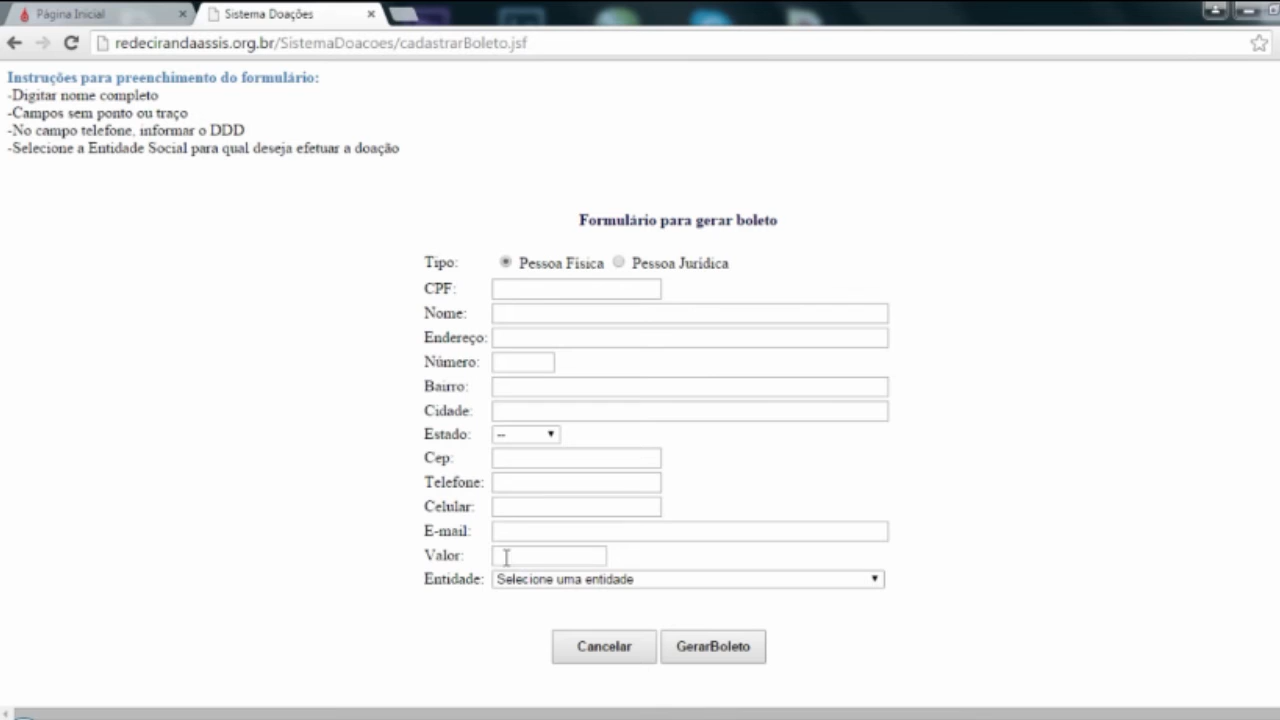 Página Inicial
Sistema Doações
redecirandaassis.org.br/SistemaDoacoes/cadastrarBoleto.jsf
Instruções para preenchimento do formulário:
-Digitar nome completo
-Campos sem ponto ou traço
-No campo telefone, informar o DDD
-Selecione a Entidade Social para qual deseja efetuar a doação
Formulário para gerar boleto
Tipo: Pessoa Física Pessoa Jurídica
CPF:
Nome:
Endereço:
Número:
Bairro:
Cidade:
Estado: --
Cep:
Telefone:
Celular:
E-mail:
Valor:
Entidade: Selecione uma entidade
Cancelar GerarBoleto